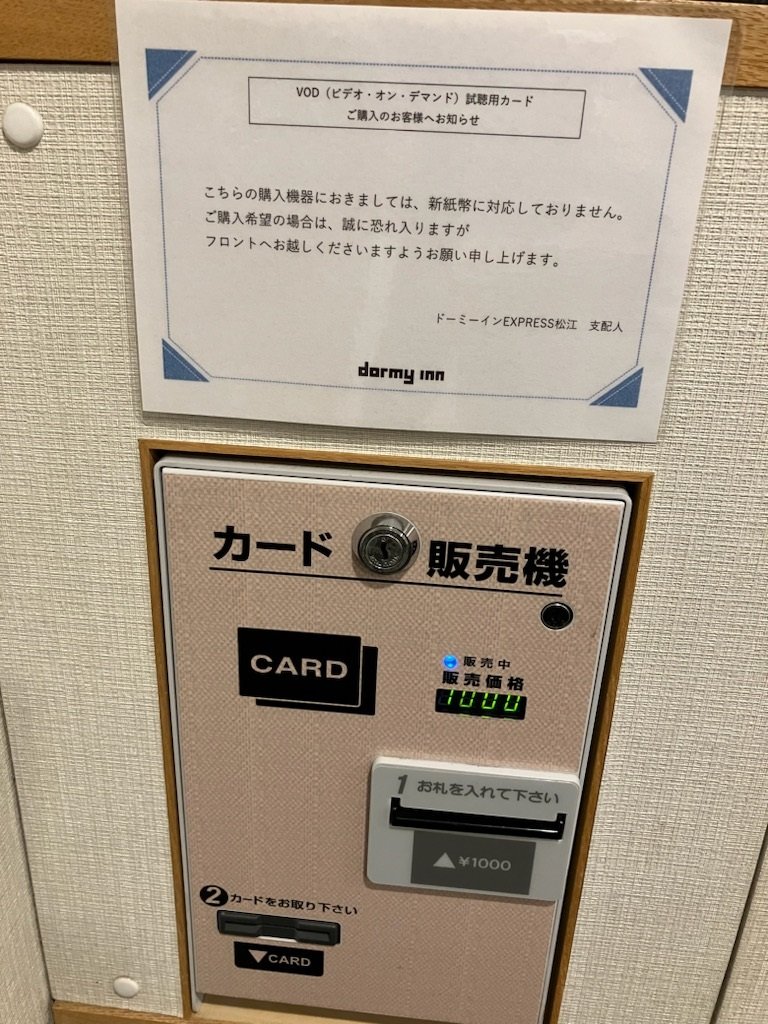 VOD（ビデオ・オン・デマンド）試聴用カード
ご購入のお客様へお知らせ
こちらの購入機器におきましては、新紙幣に対応しておりません。
ご購入希望の場合は、誠に恐れ入りますが
フロントへお越しくださいますようお願い申し上げます。
ドーミーインEXPRESS松江　支配人
dormy inn
カード 販売機
CARD
販売中
販売価格
1000
1 お札を入れて下さい
▲¥1000
2 カードをお取り下さい
▼CARD